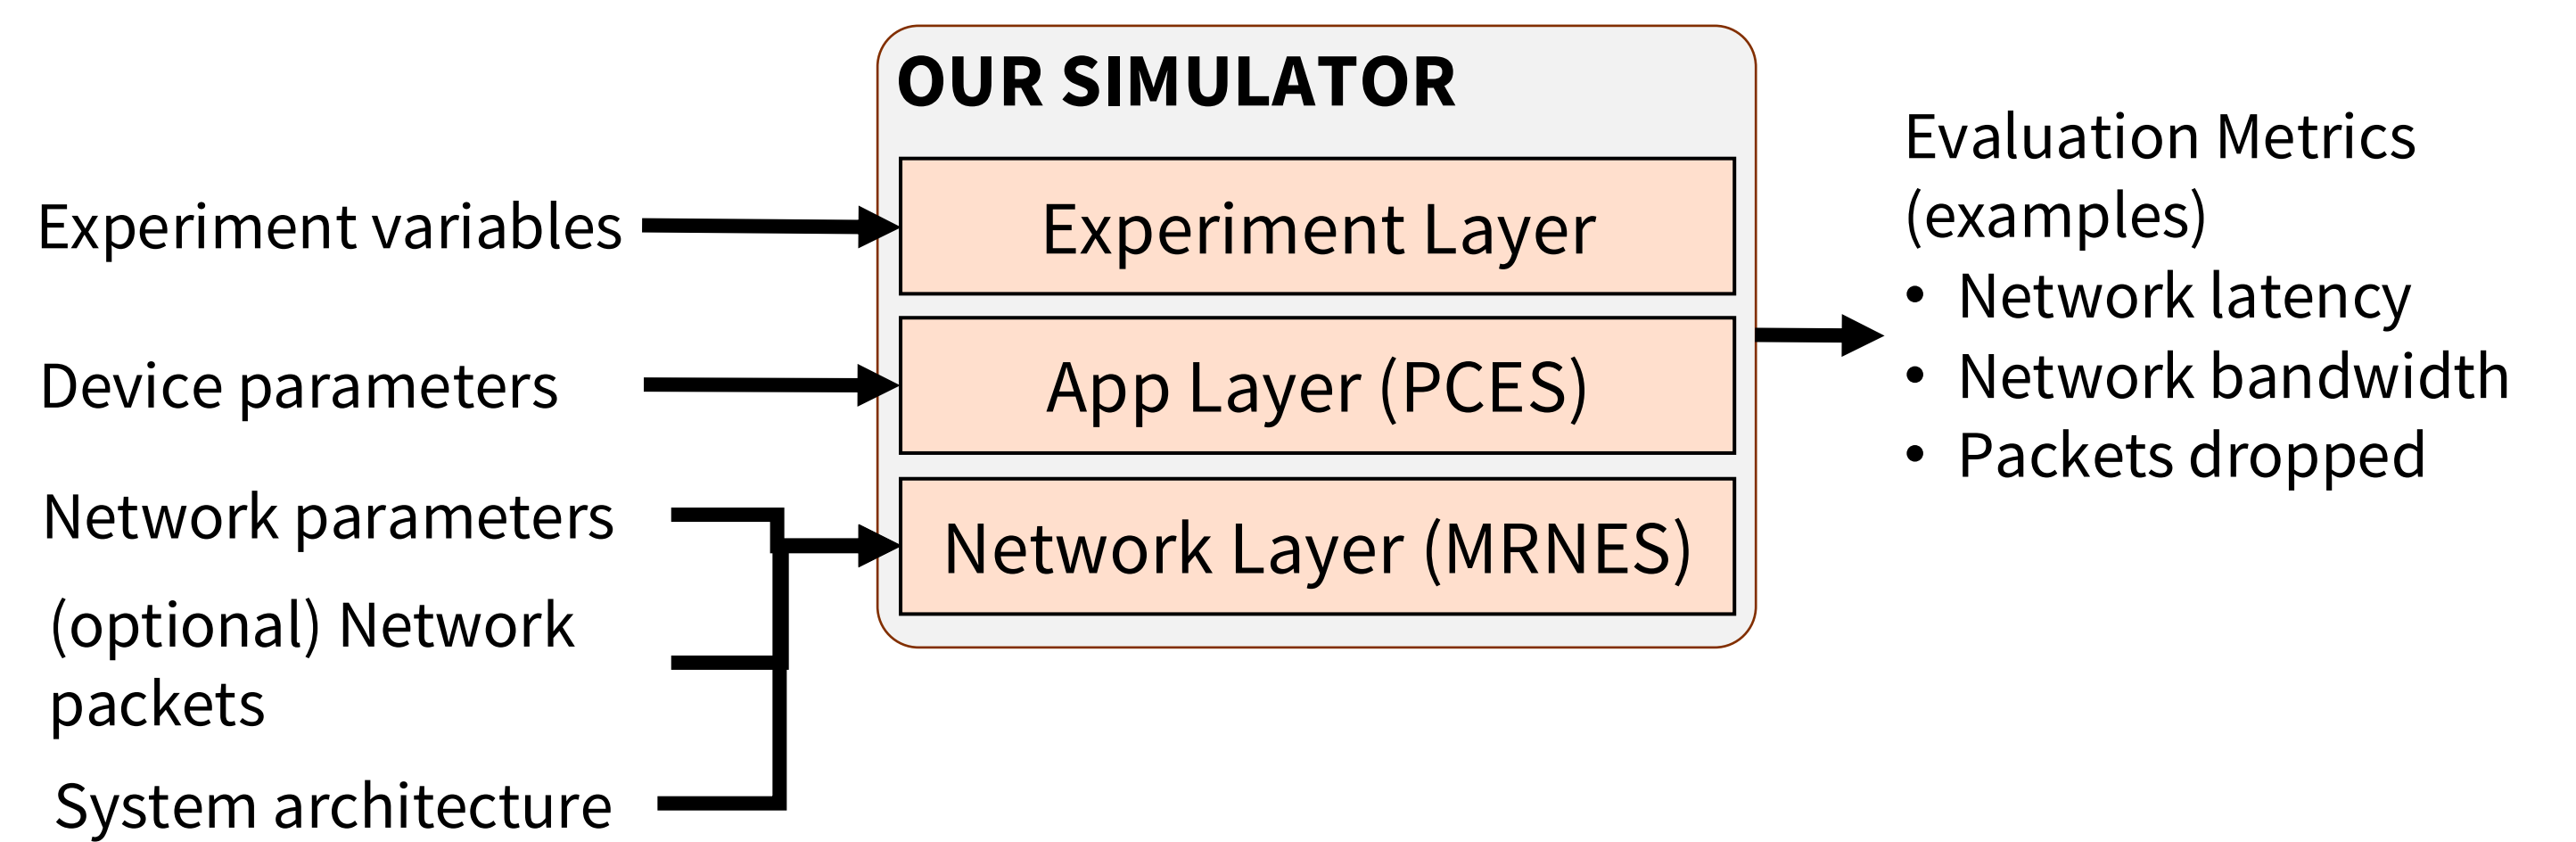 OUR SIMULATOR
Experiment variables
Device parameters
Network parameters
(optional) Network
packets
System architecture
Experiment Layer
App Layer (PCES)
Network Layer (MRNES)
Evaluation Metrics
(examples)
• Network latency
• Network bandwidth
• Packets dropped